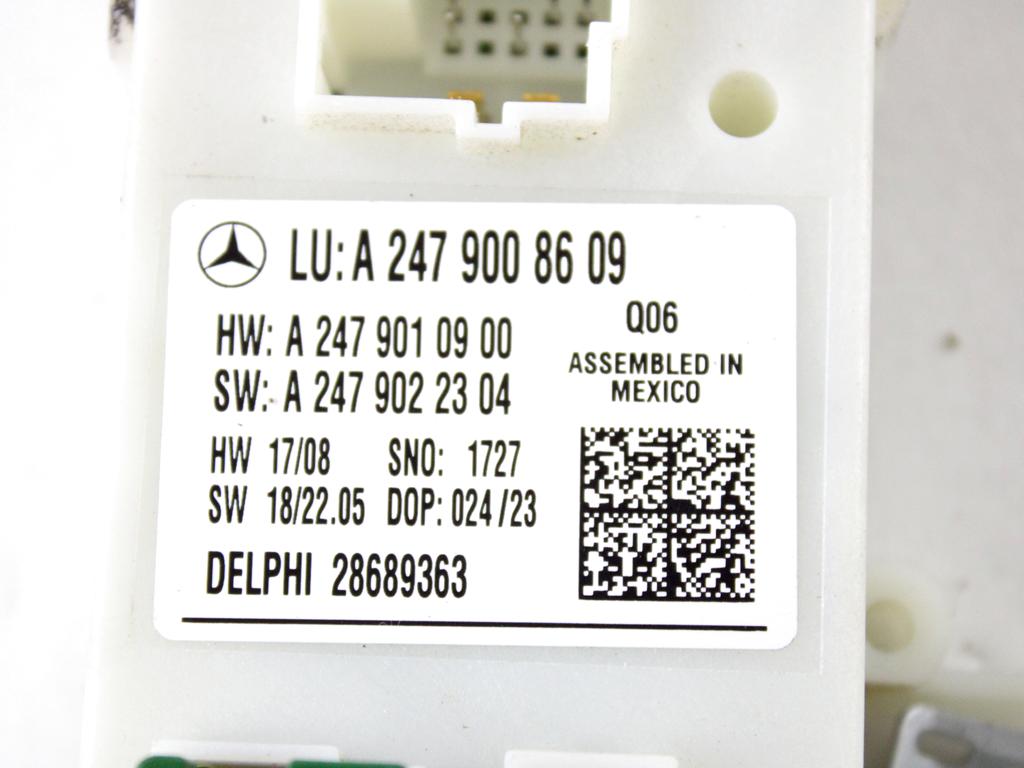 LU: A 247 900 86 09
HW: A 247 901 09 00
SW: A 247 902 23 04
Q06
ASSEMBLED IN
MEXICO
HW 17/08 SNO: 1727
SW 18/22.05 DOP: 024/23
DELPHI 28689363